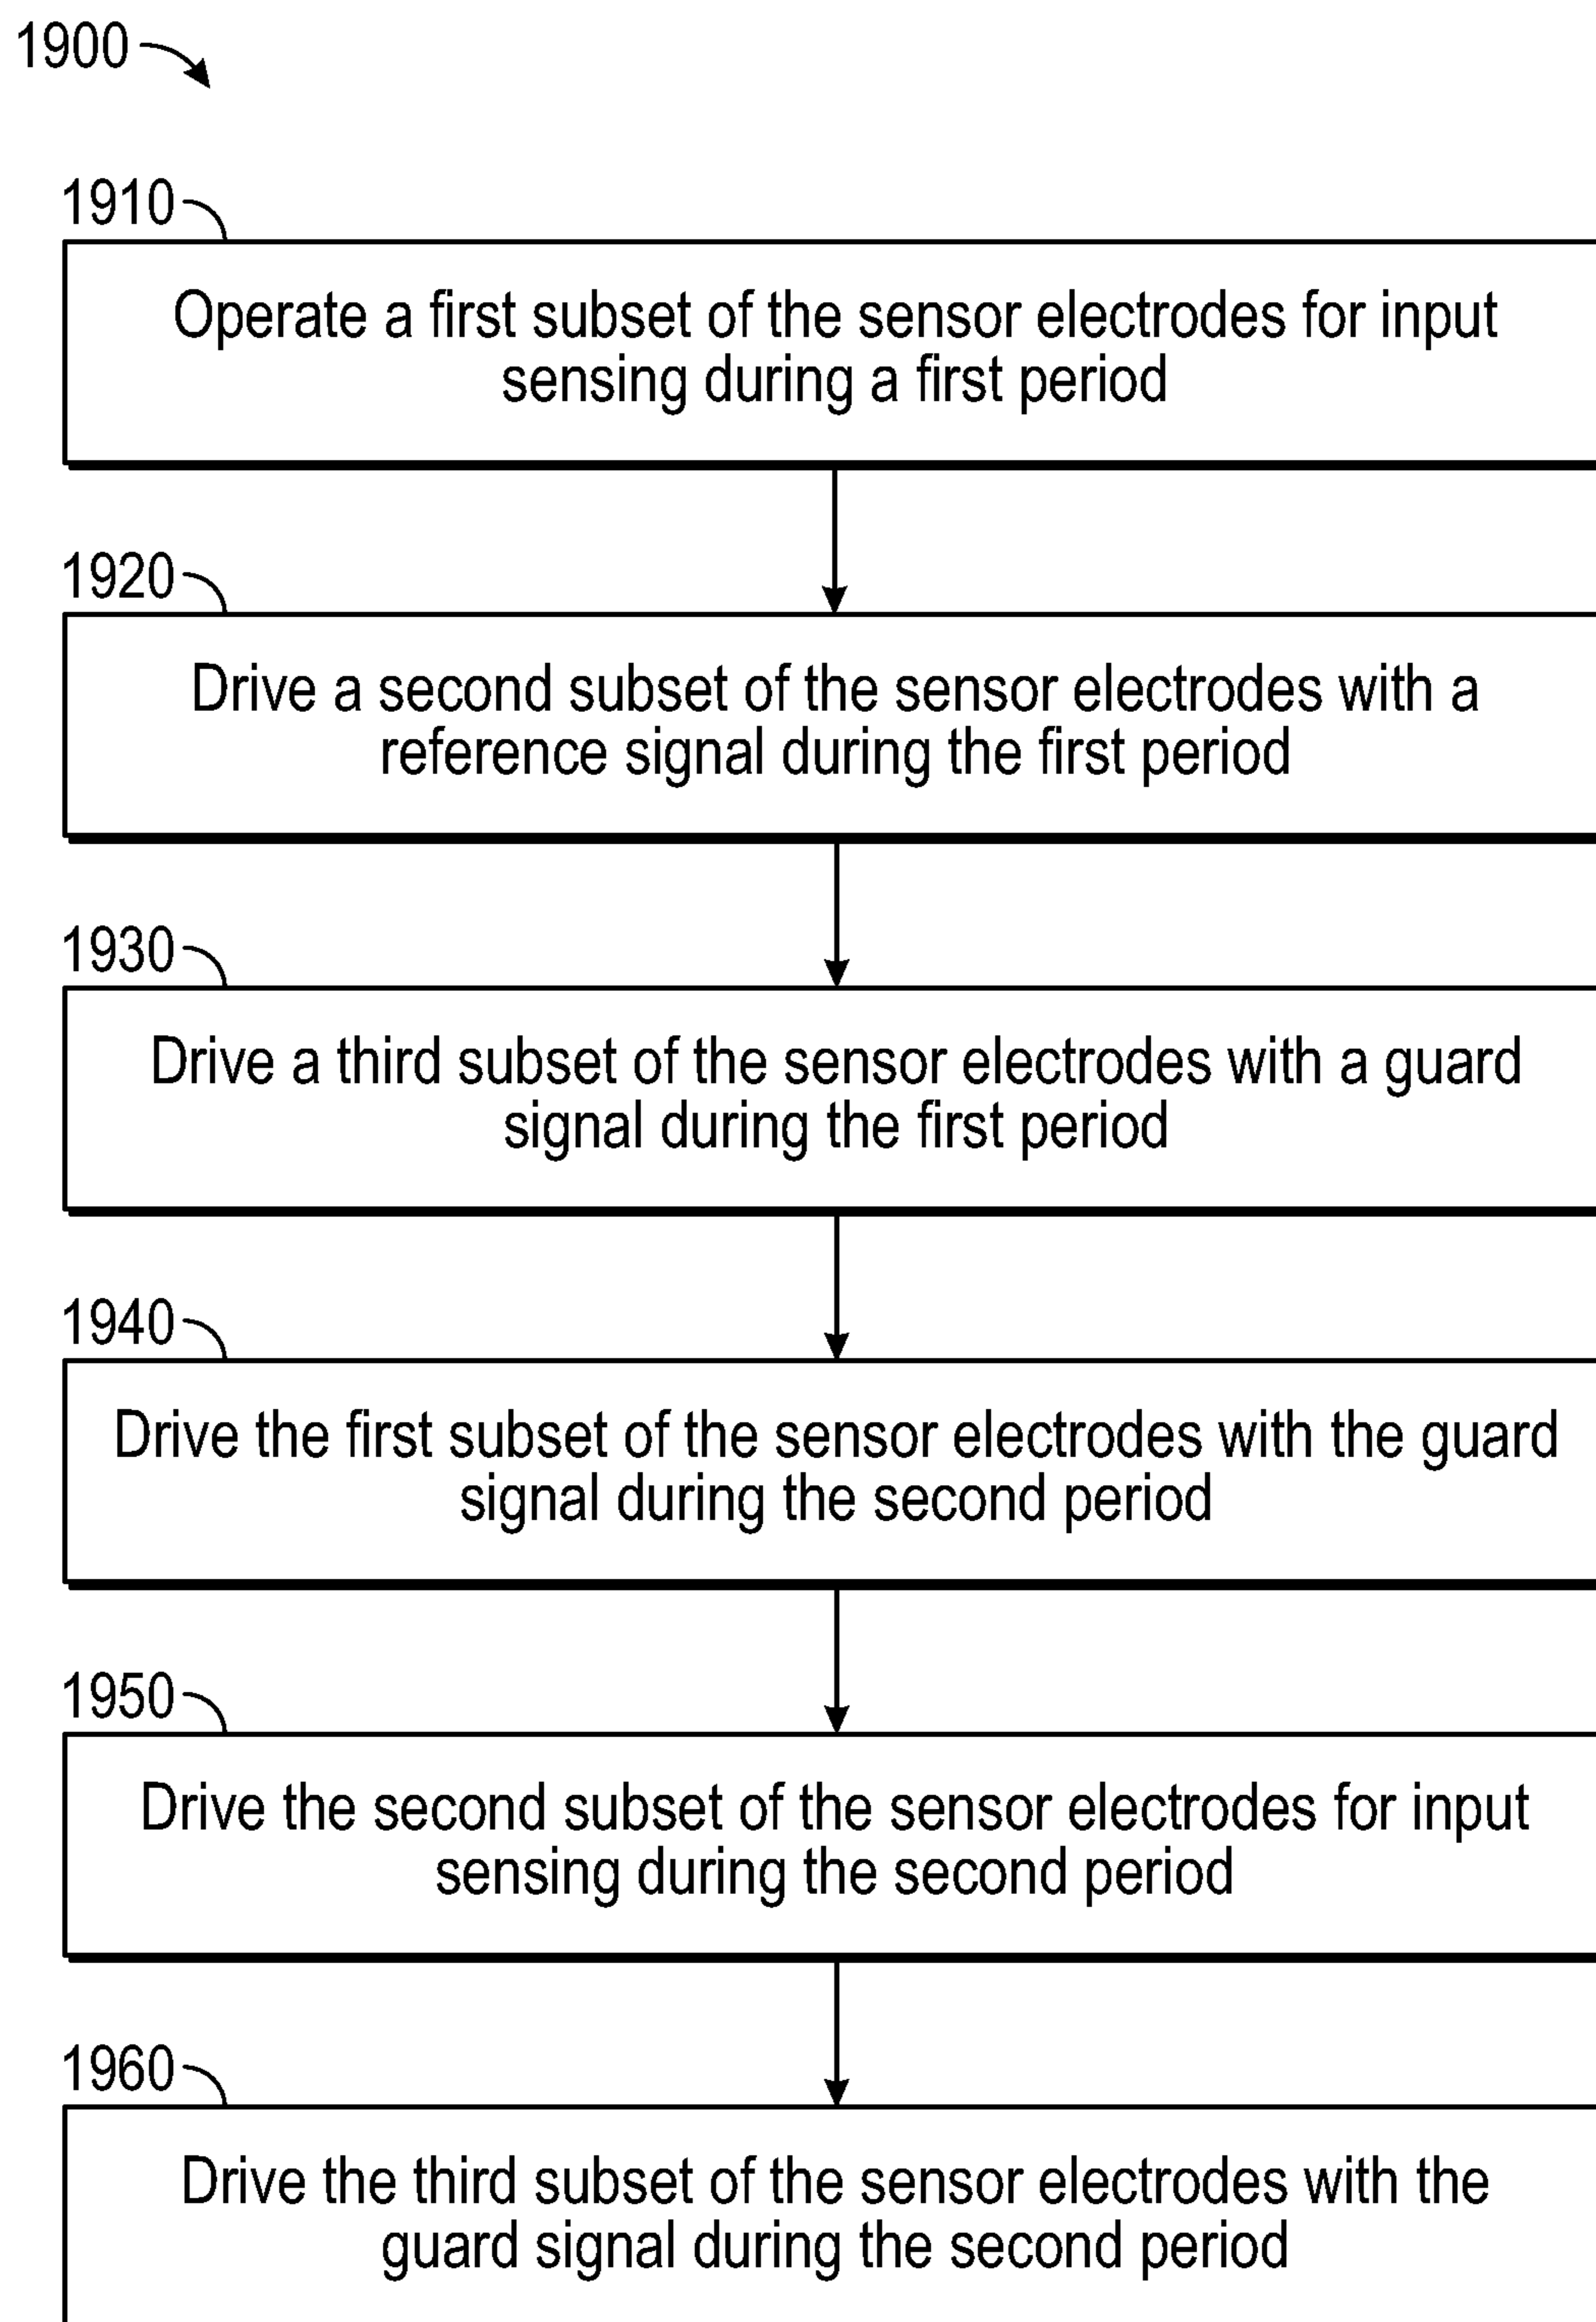 1900
1910
Operate a first subset of the sensor electrodes for input
sensing during a first period
1920
Drive a second subset of the sensor electrodes with a
reference signal during the first period
1930
Drive a third subset of the sensor electrodes with a guard
signal during the first period
1940
Drive the first subset of the sensor electrodes with the guard
signal during the second period
1950
Drive the second subset of the sensor electrodes for input
sensing during the second period
1960
Drive the third subset of the sensor electrodes with the
guard signal during the second period